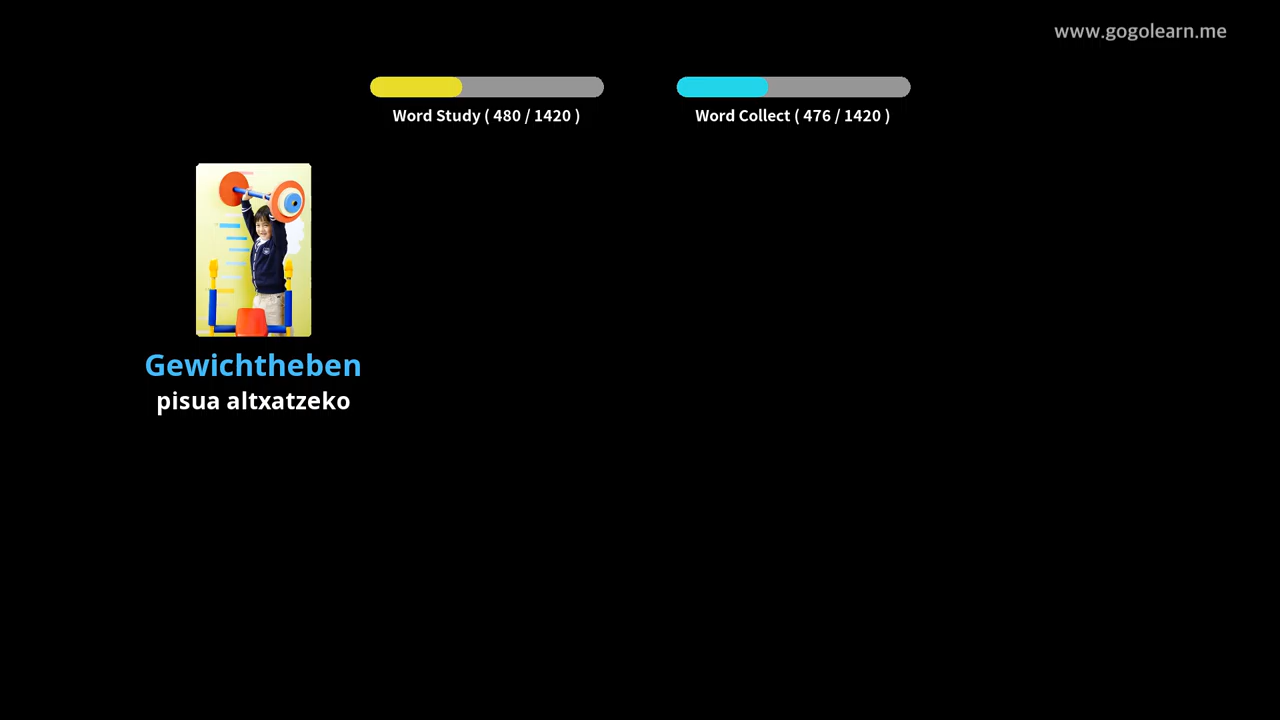 www.gogolearn.me
Word Study ( 480 / 1420 )
Word Collect ( 476 / 1420 )
Gewichtheben
pisua altxatzeko